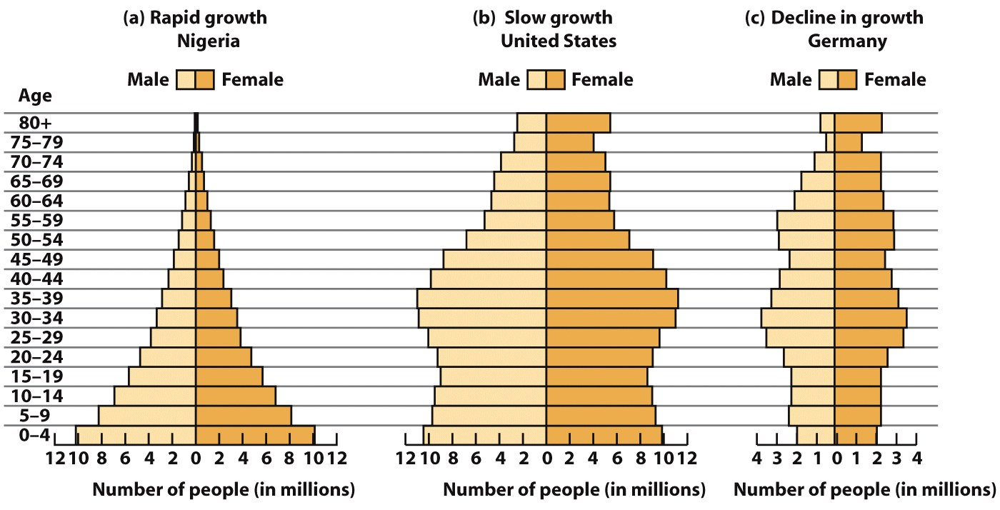 (a) Rapid growth
Nigeria
Male Female
(b) Slow growth
United States
Male Female
(c) Decline in growth
Germany
Male Female
Age
80+
75–79
70–74
65–69
60–64
55–59
50–54
45–49
40–44
35–39
30–34
25–29
20–24
15–19
10–14
5–9
0–4
12 10 8 6 4 2 0 2 4 6 8 10 12
Number of people (in millions)
12 10 8 6 4 2 0 2 4 6 8 10 12
Number of people (in millions)
4 3 2 1 0 1 2 3 4
Number of people (in millions)